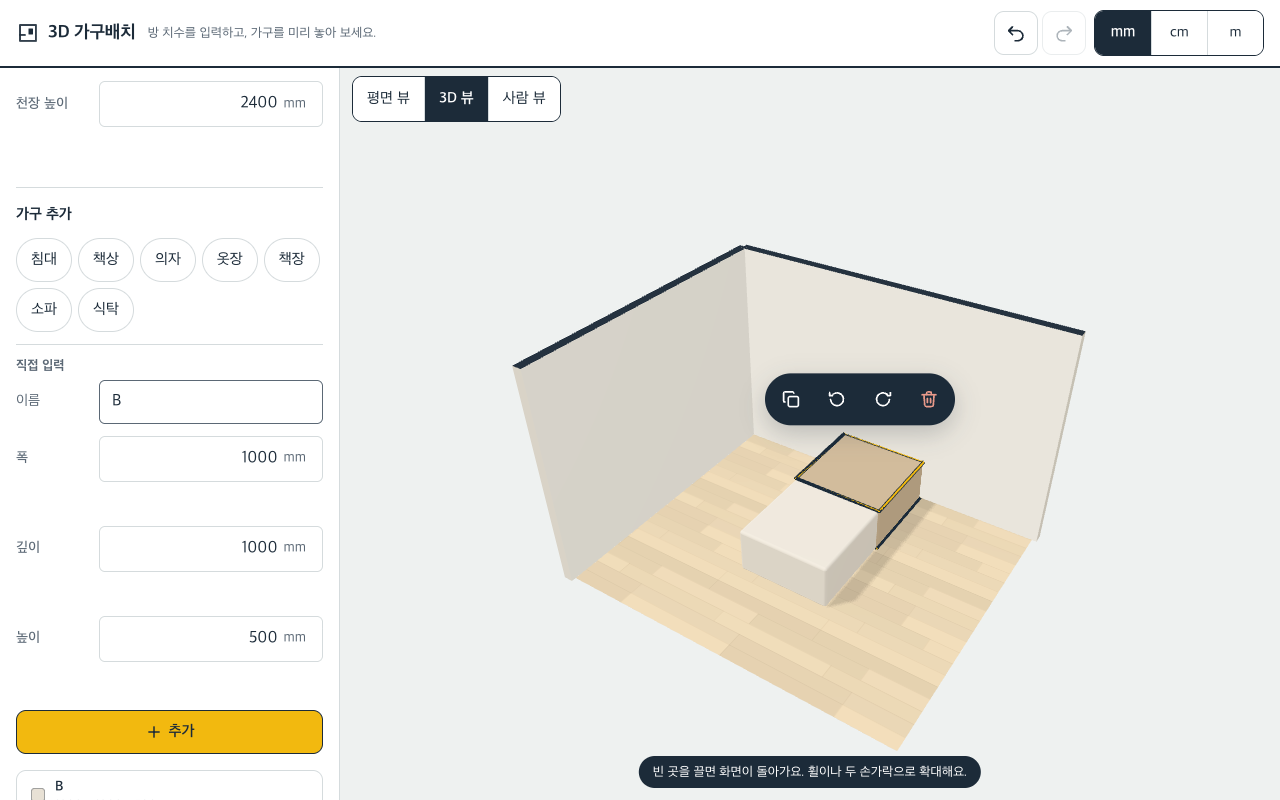 3D 가구배치 방 치수를 입력하고, 가구를 미리 놓아 보세요.
mm cm m
천장 높이 2400 mm
평면 뷰 3D 뷰 사람 뷰
가구 추가
침대 책상 의자 옷장 책장
소파 식탁
직접 입력
이름 B
폭 1000 mm
깊이 1000 mm
높이 500 mm
+ 추가
B
빈 곳을 끌면 화면이 돌아가요. 휠이나 두 손가락으로 확대해요.